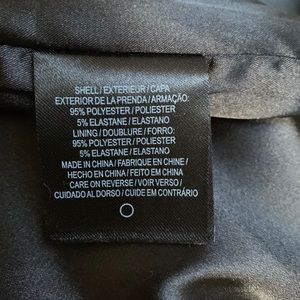 SHELL / EXTERIEUR / CAPA
EXTERIOR DE LA PRENDA / ARMAÇÃO:
95% POLYESTER / POLIESTER
5% ELASTANE / ELASTANO
LINING / DOUBLURE / FORRO:
95% POLYESTER / POLIESTER
5% ELASTANE / ELASTANO
MADE IN CHINA / FABRIQUE EN CHINE /
HECHO EN CHINA / FEITO EM CHINA
CARE ON REVERSE / VOIR VERSO /
CUIDADO AL DORSO / CUIDE EM CONTRÁRIO